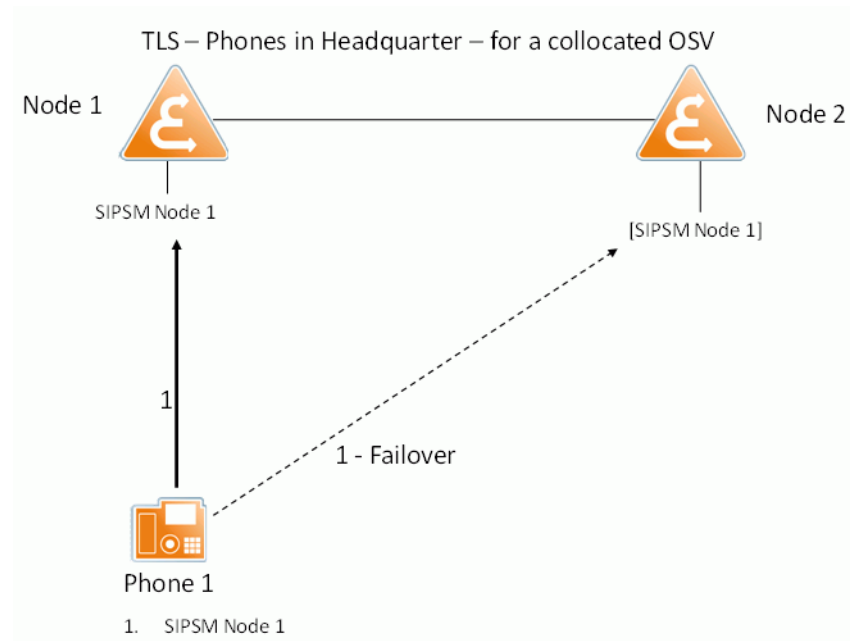 TLS – Phones in Headquarter – for a collocated OSV
Node 1
Node 2
SIPSM Node 1
[SIPSM Node 1]
1
1 - Failover
Phone 1
1. SIPSM Node 1